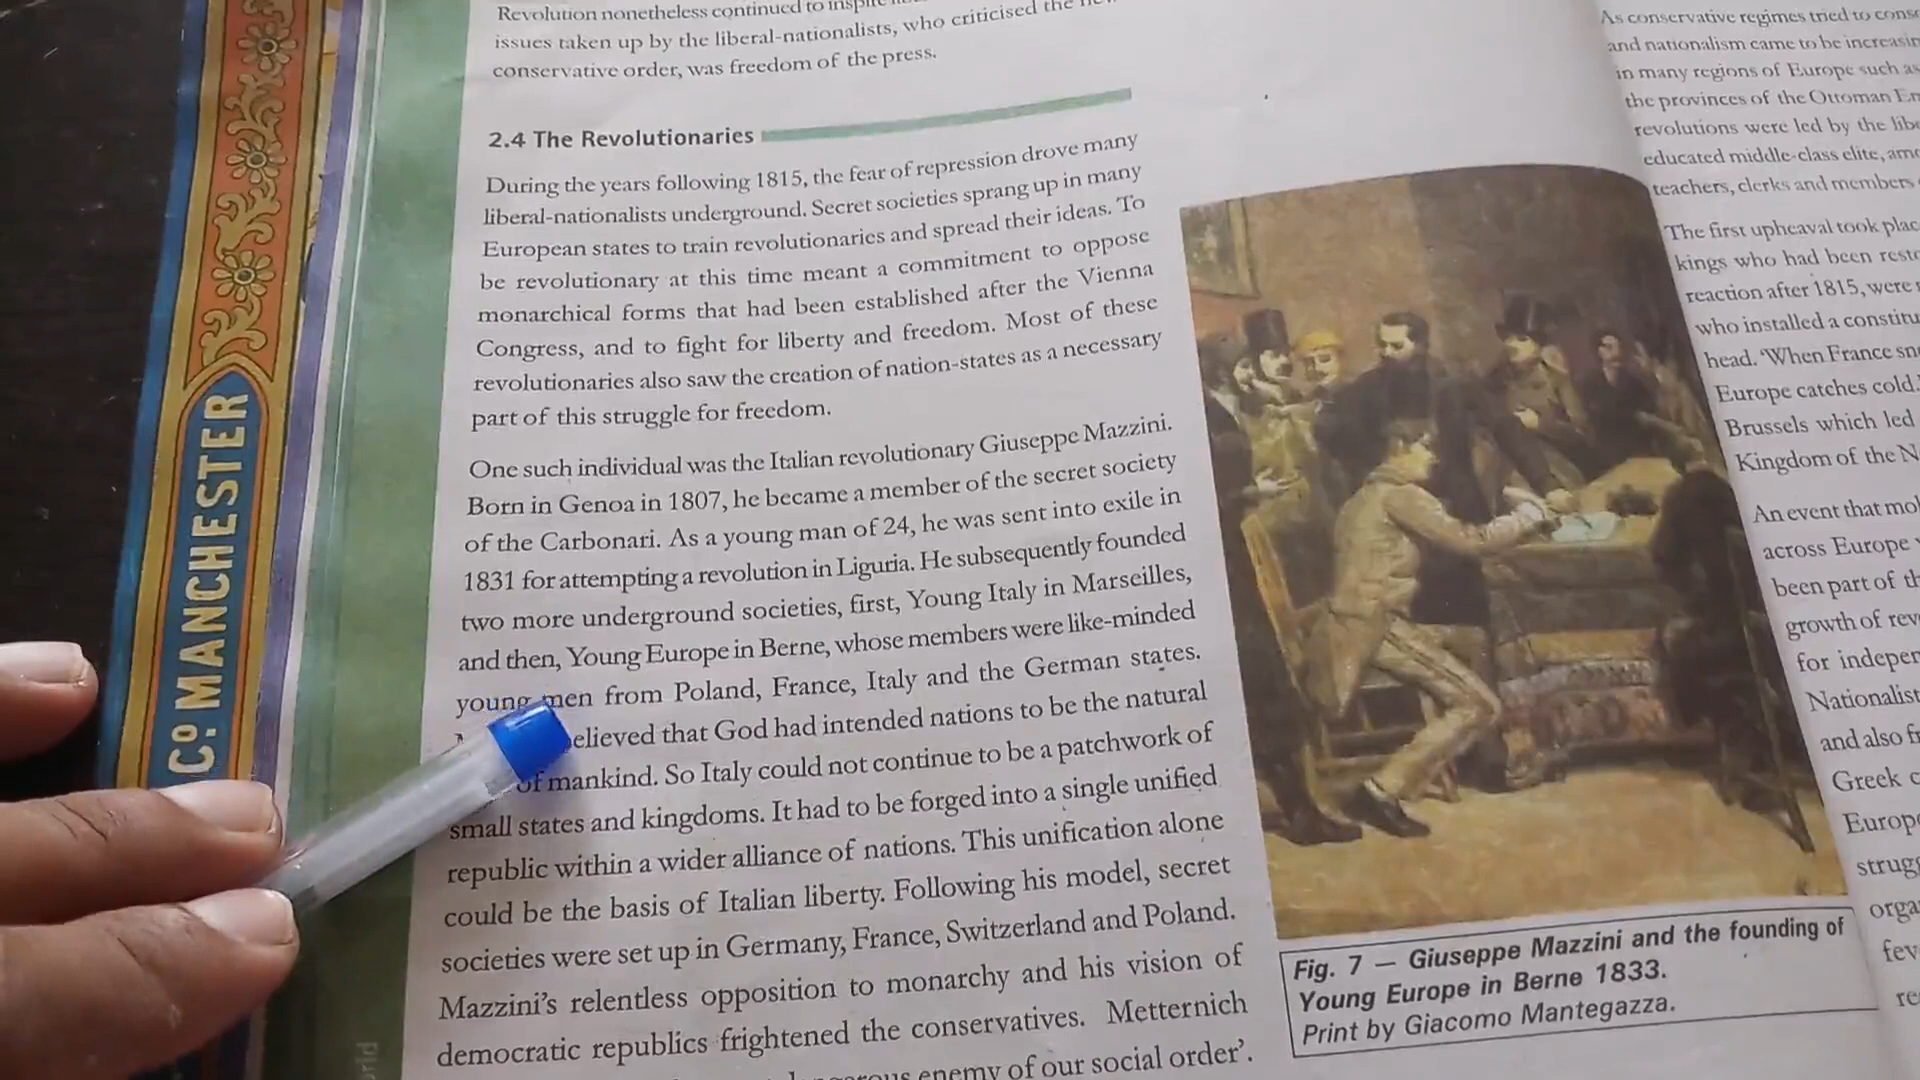 Revolution nonetheless continued to
issues taken up by the liberal-nationalists, who criticised the
conservative order, was freedom of the press.
2.4 The Revolutionaries
During the years following 1815, the fear of repression drove many
liberal-nationalists underground. Secret societies sprang up in many
European states to train revolutionaries and spread their ideas. To
be revolutionary at this time meant a commitment to oppose
monarchical forms that had been established after the Vienna
Congress, and to fight for liberty and freedom. Most of these
revolutionaries also saw the creation of nation-states as a necessary
part of this struggle for freedom.
One such individual was the Italian revolutionary Giuseppe Mazzini.
Born in Genoa in 1807, he became a member of the secret society
of the Carbonari. As a young man of 24, he was sent into exile in
1831 for attempting a revolution in Liguria. He subsequently founded
two more underground societies, first, Young Italy in Marseilles,
and then, Young Europe in Berne, whose members were like-minded
young men from Poland, France, Italy and the German states.
elieved that God had intended nations to be the natural
of mankind. So Italy could not continue to be a patchwork of
small states and kingdoms. It had to be forged into a single unified
republic within a wider alliance of nations. This unification alone
could be the basis of Italian liberty. Following his model, secret
societies were set up in Germany, France, Switzerland and Poland.
Mazzini's relentless opposition to monarchy and his vision of
democratic republics frightened the conservatives. Metternich
enemy of our social order'.
Fig. 7 — Giuseppe Mazzini and the founding of
Young Europe in Berne 1833.
Print by Giacomo Mantegazza.
As conservative regimes tried to
and nationalism came to be
in many regions of Europe such as
the provinces of the Ottoman
revolutions were led by the
educated middle-class elite,
teachers, clerks and members
The first upheaval took
kings who had been
reaction after 1815, were
who installed a
head. 'When France
Europe catches cold.'
Brussels which led
Kingdom of the
An event that
across Europe
been part of
growth of
for
Nationalist
and also
Greek
Co. MANCHESTER